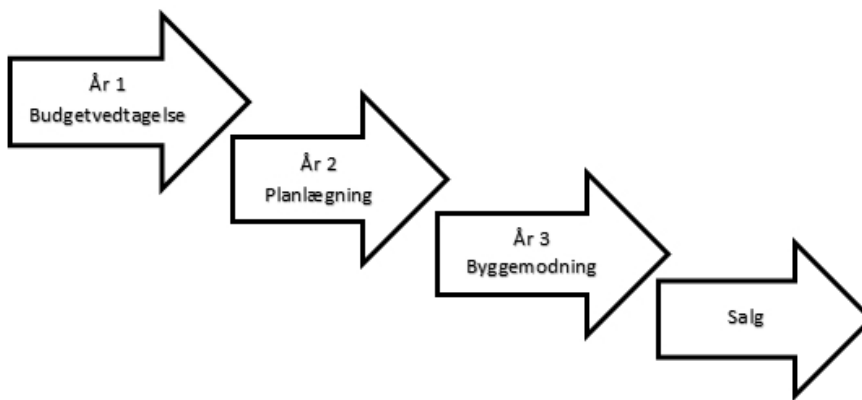 År 1
Budgetvedtagelse
År 2
Planlægning
År 3
Byggemodning
Salg